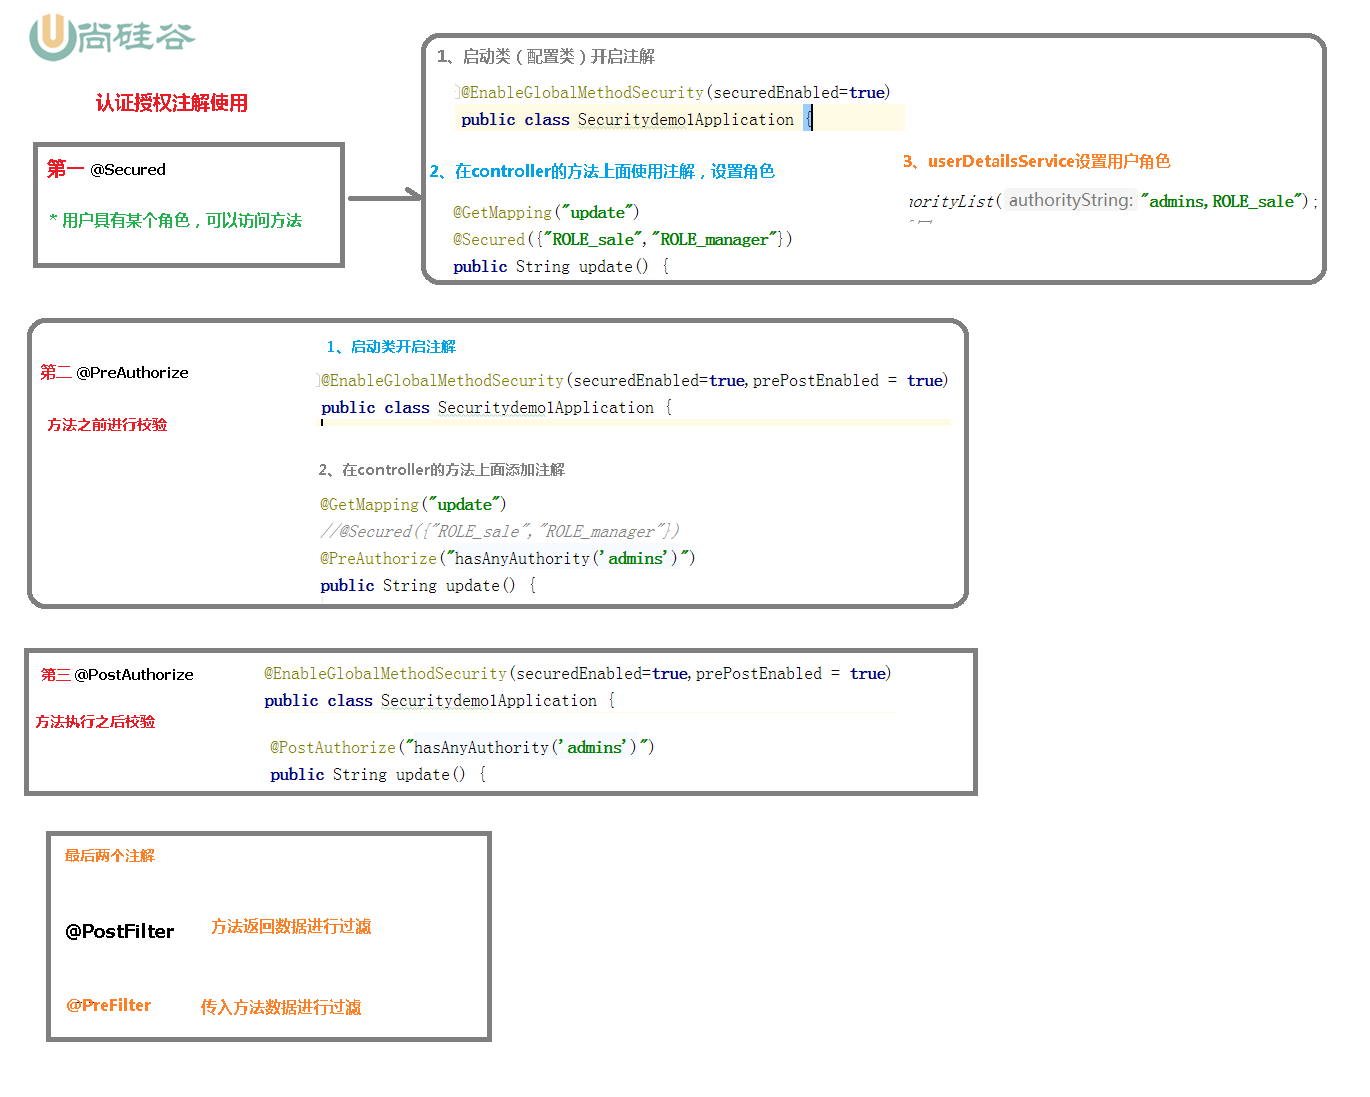 尚硅谷
认证授权注解使用
第一 @Secured
* 用户具有某个角色，可以访问方法
1、启动类（配置类）开启注解
@EnableGlobalMethodSecurity(securedEnabled=true)
public class Securitydemo1Application {
2、在controller的方法上面使用注解，设置角色
@GetMapping("update")
@Secured({"ROLE_sale","ROLE_manager"})
public String update() {
3、userDetailsService设置用户角色
orityList( authorityString: "admins,ROLE_sale");
第二 @PreAuthorize
方法之前进行校验
1、启动类开启注解
@EnableGlobalMethodSecurity(securedEnabled=true,prePostEnabled = true)
public class Securitydemo1Application {
2、在controller的方法上面添加注解
@GetMapping("update")
//@Secured({"ROLE_sale","ROLE_manager"})
@PreAuthorize("hasAnyAuthority('admins')")
public String update() {
第三 @PostAuthorize
方法执行之后校验
@EnableGlobalMethodSecurity(securedEnabled=true,prePostEnabled = true)
public class Securitydemo1Application {
@PostAuthorize("hasAnyAuthority('admins')")
public String update() {
最后两个注解
@PostFilter 方法返回数据进行过滤
@PreFilter 传入方法数据进行过滤